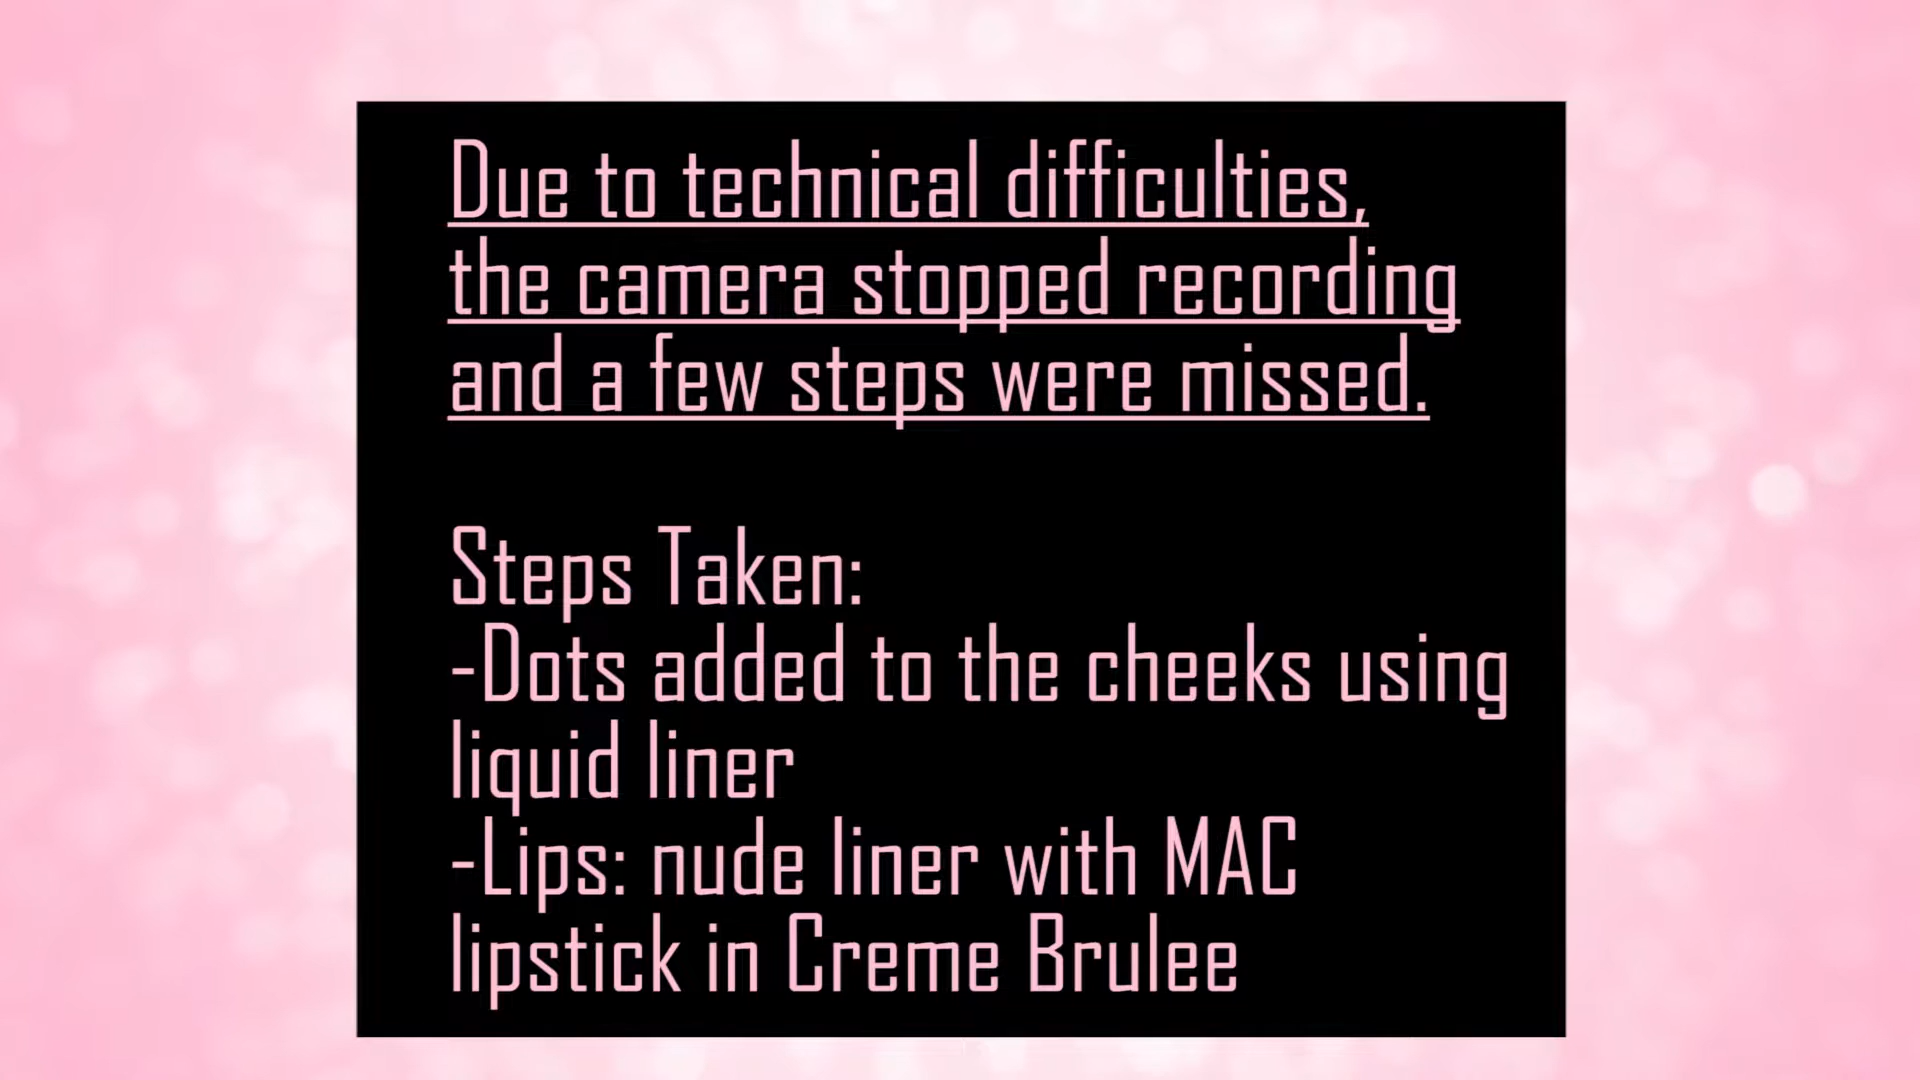 Due to technical difficulties,
the camera stopped recording
and a few steps were missed.
Steps Taken:
-Dots added to the cheeks using
liquid liner
-Lips: nude liner with MAC
lipstick in Creme Brulee